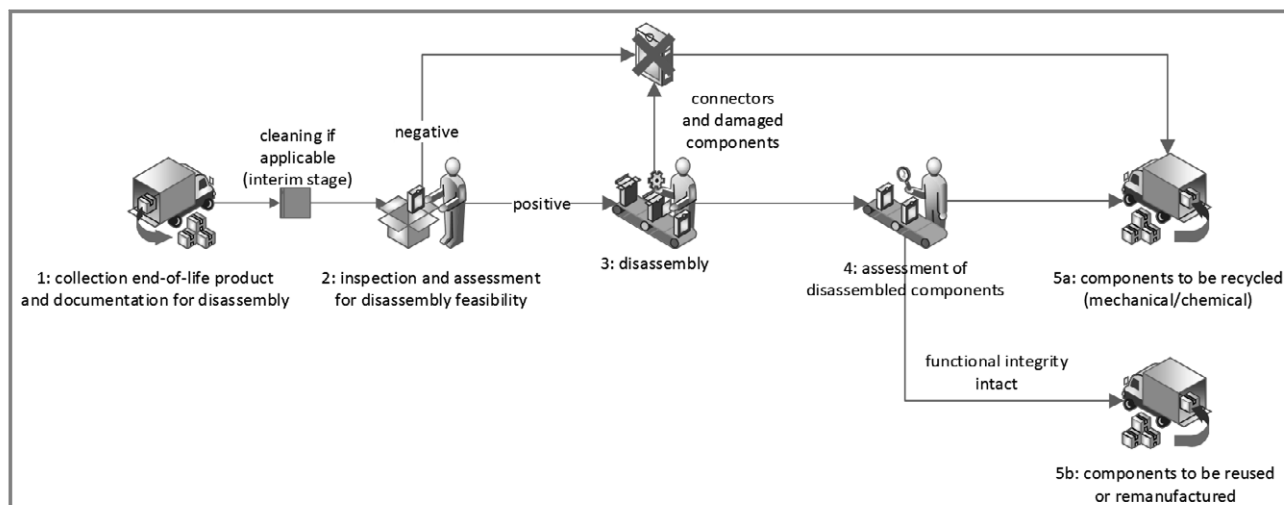 connectors
and damaged
components
cleaning if
applicable
(interim stage)
negative
positive
1: collection end-of-life product
and documentation for disassembly
2: inspection and assessment
for disassembly feasibility
3: disassembly
4: assessment of
disassembled components
5a: components to be recycled
(mechanical/chemical)
functional integrity
intact
5b: components to be reused
or remanufactured